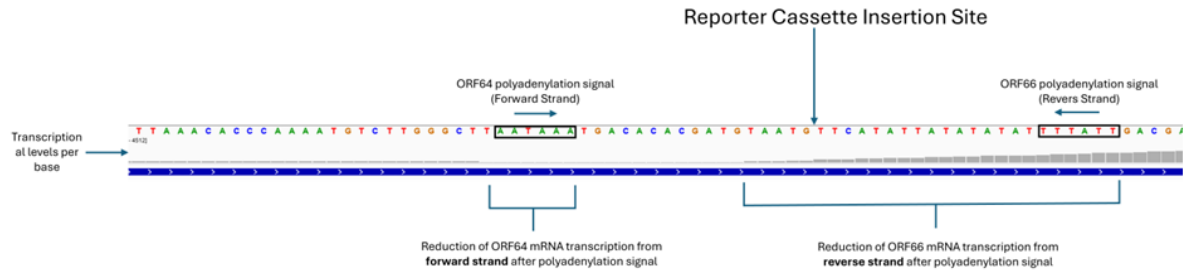 Reporter Cassette Insertion Site
ORF64 polyadenylation signal
(Forward Strand)
ORF66 polyadenylation signal
(Revers Strand)
T T A A A C A C C C A A A A T G T C T T G G G C T T A A T A A A T G A C A C A C G A T G T A A T G T T C A T A T T A T A T A T A T T T T A T T G A C G A
Transcription
al levels per
base
- 4512]
Reduction of ORF64 mRNA transcription from
forward strand after polyadenylation signal
Reduction of ORF66 mRNA transcription from
reverse strand after polyadenylation signal